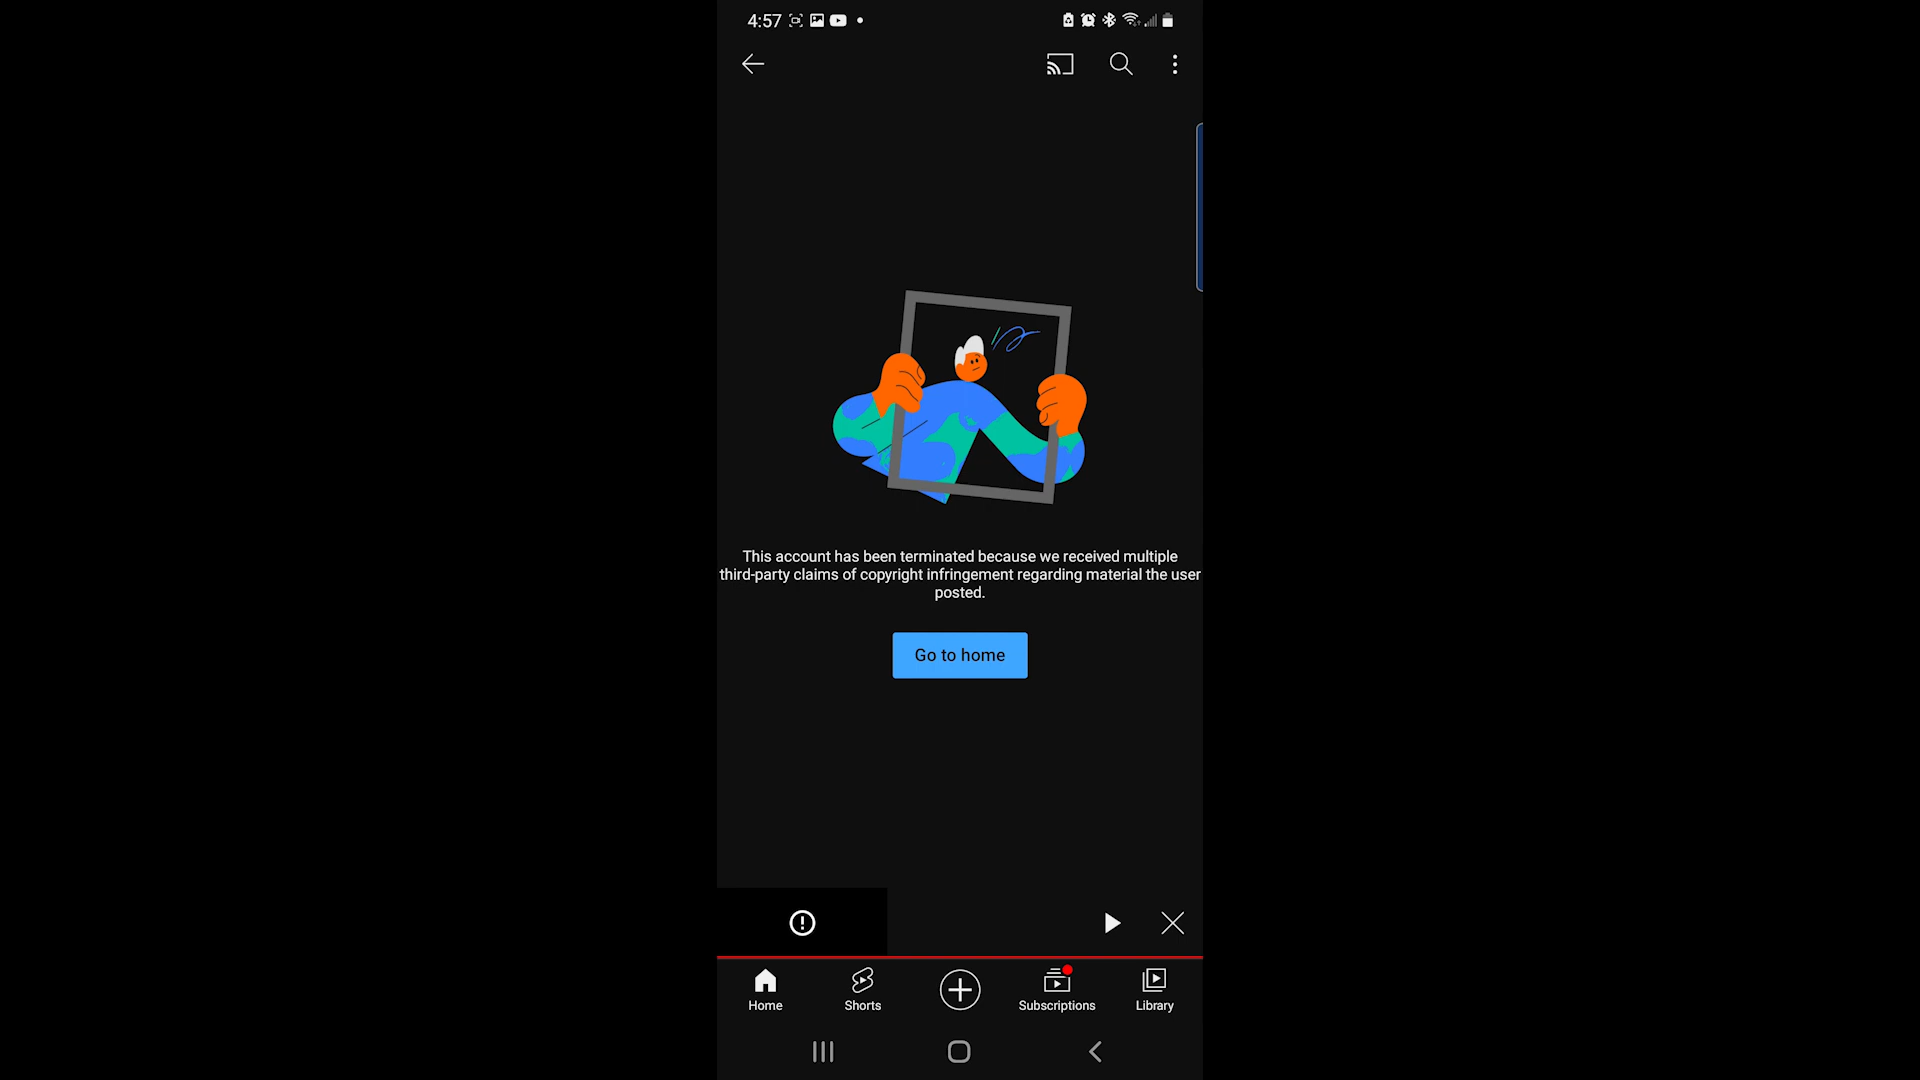 4:57
This account has been terminated because we received multiple
third-party claims of copyright infringement regarding material the user
posted.
Go to home
Home
Shorts
Subscriptions
Library